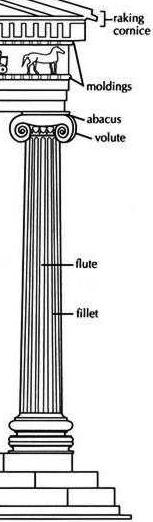 raking
cornice
moldings
abacus
volute
flute
fillet